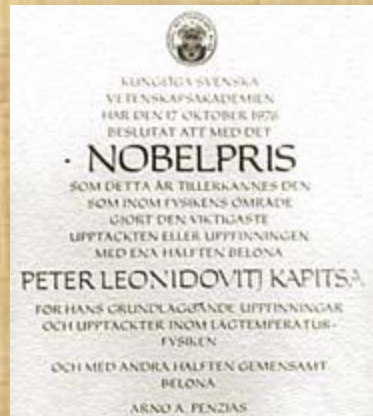 KUNGLIGA SVENSKA
VETENSKAPSAKADEMIEN
HAR DEN 17 OKTOBER 1978
BESLUTAT ATT MED DET
NOBELPRIS
SOM DETTA ÅR TILLERKÄNNES DEN
SOM INOM FYSIKENS OMRÅDE
GJORT DEN VIKTIGASTE
UPPTÄCKTEN ELLER UPPFINNINGEN
MED ENA HÄLFTEN BELÖNA
PETER LEONIDOVITJ KAPITSA
FÖR HANS GRUNDLÄGGANDE UPPFINNINGAR
OCH UPPTÄCKTER INOM LÅGTEMPERATUR-
FYSIKEN
OCH MED ANDRA HÄLFTEN GEMENSAMT
BELÖNA
ARNO A. PENZIAS